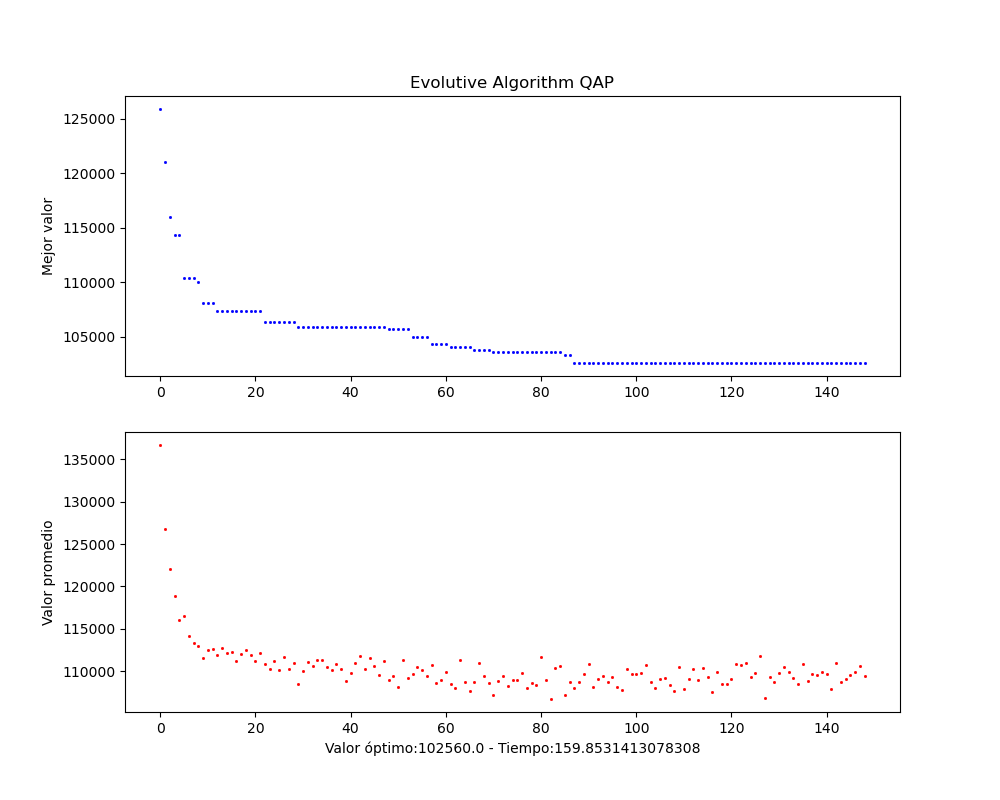 Evolutive Algorithm QAP
Mejor valor
125000
120000
115000
110000
105000
0 20 40 60 80 100 120 140
Valor promedio
135000
130000
125000
120000
115000
110000
0 20 40 60 80 100 120 140
Valor óptimo:102560.0 - Tiempo:159.8531413078308